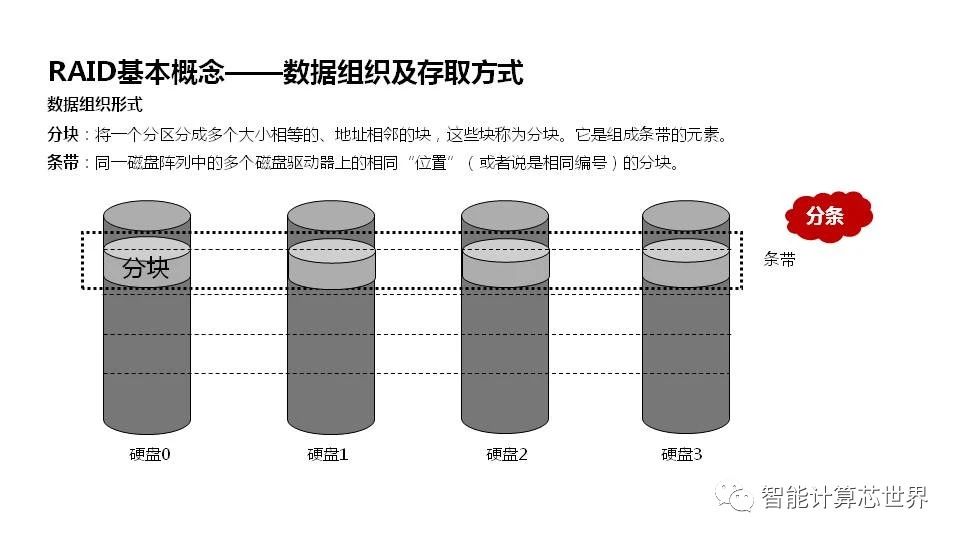 RAID基本概念——数据组织及存取方式
数据组织形式
分块：将一个分区分成多个大小相等的、地址相邻的块，这些块称为分块。它是组成条带的元素。
条带：同一磁盘阵列中的多个磁盘驱动器上的相同“位置”（或者说是相同编号）的分块。
分条
条带
分块
硬盘0 硬盘1 硬盘2 硬盘3
智能计算芯世界